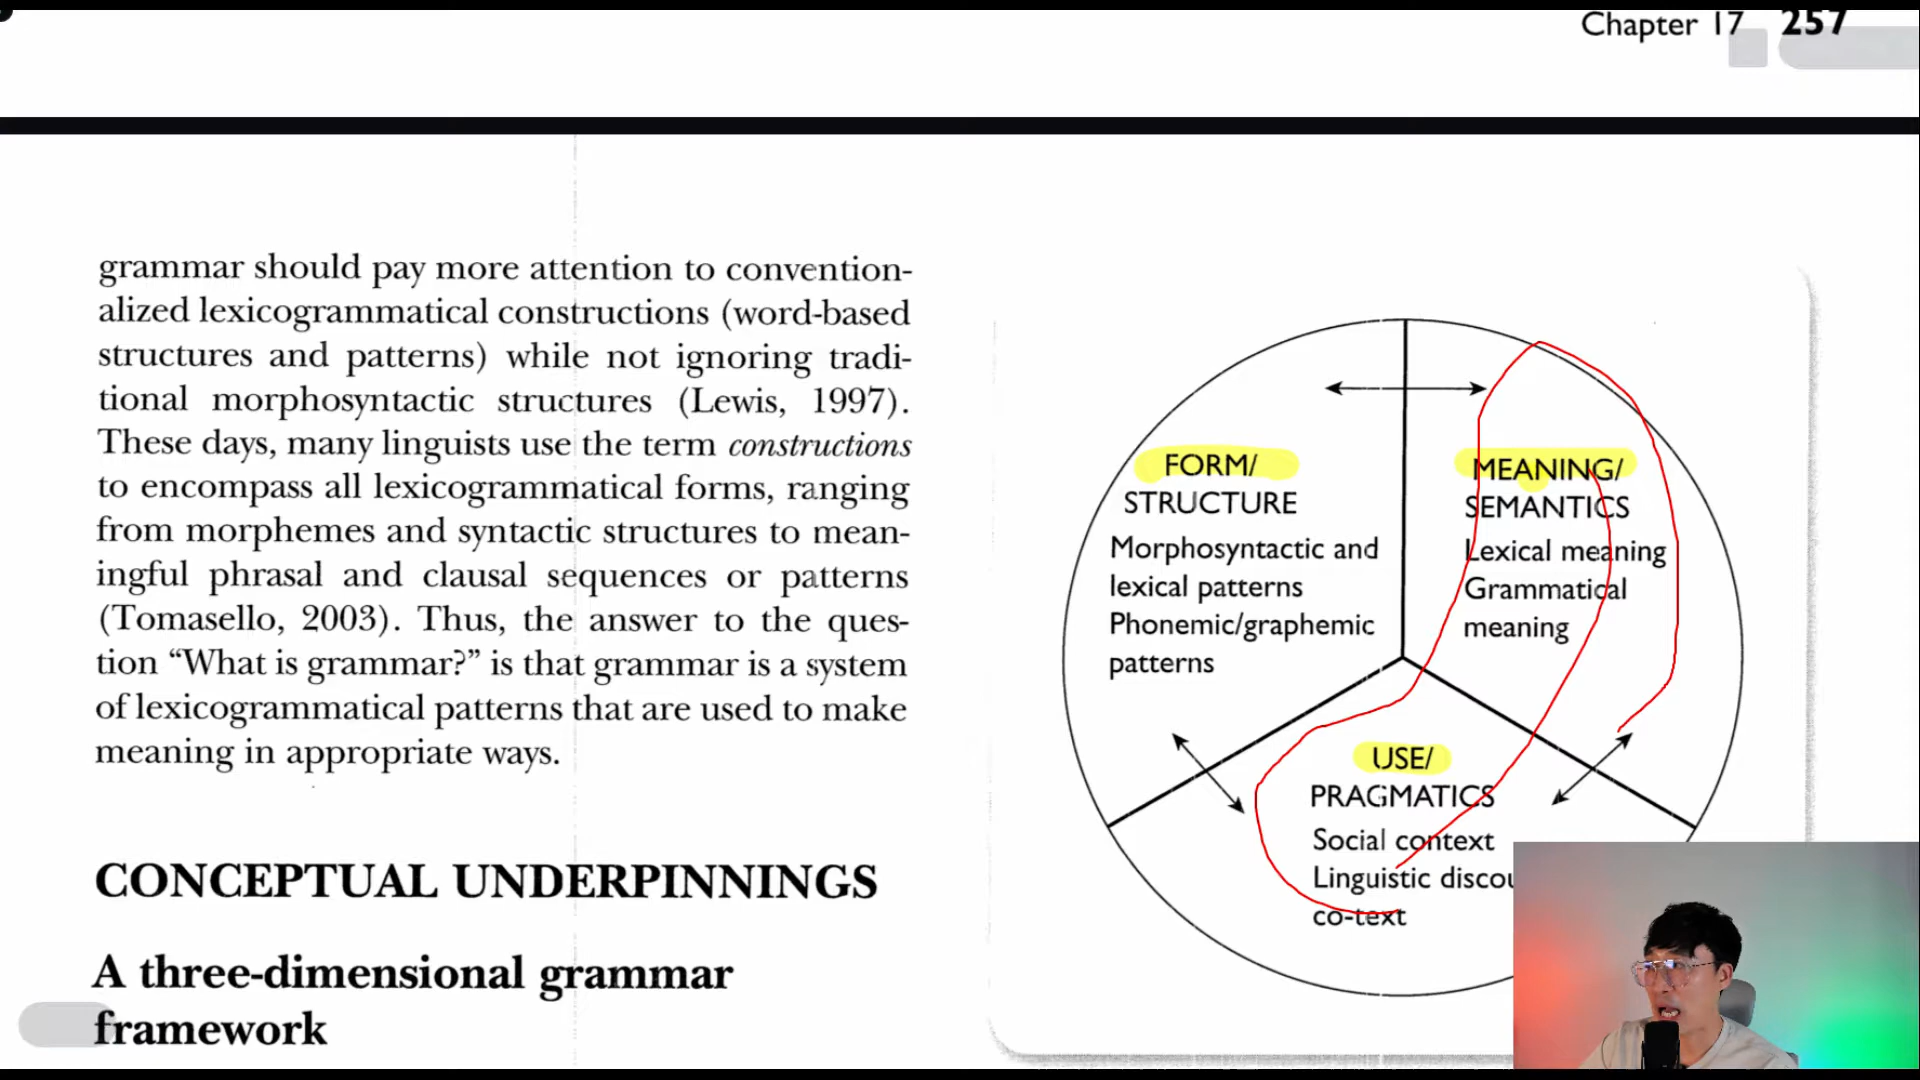 Chapter 17 257
grammar should pay more attention to convention-
alized lexicogrammatical constructions (word-based
structures and patterns) while not ignoring tradi-
tional morphosyntactic structures (Lewis, 1997).
These days, many linguists use the term constructions
to encompass all lexicogrammatical forms, ranging
from morphemes and syntactic structures to mean-
ingful phrasal and clausal sequences or patterns
(Tomasello, 2003). Thus, the answer to the ques-
tion “What is grammar?” is that grammar is a system
of lexicogrammatical patterns that are used to make
meaning in appropriate ways.
CONCEPTUAL UNDERPINNINGS
A three-dimensional grammar
framework
FORM/
STRUCTURE
Morphosyntactic and
lexical patterns
Phonemic/graphemic
patterns
MEANING/
SEMANTICS
Lexical meaning
Grammatical
meaning
USE/
PRAGMATICS
Social context
Linguistic
co-text